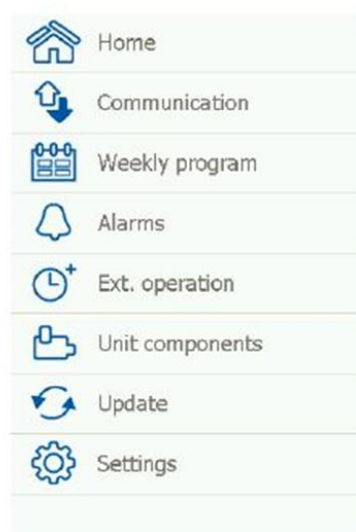 Home
Communication
Weekly program
Alarms
Ext. operation
Unit components
Update
Settings